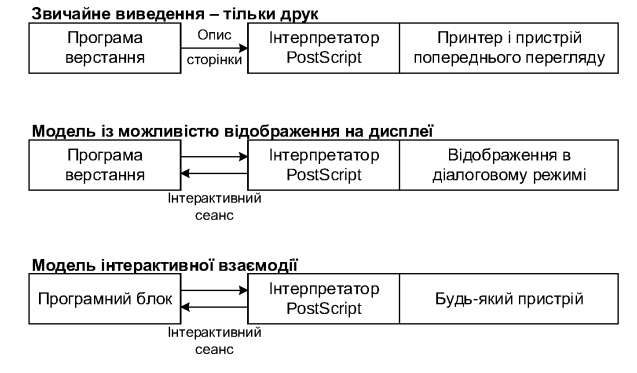 Звичайне виведення – тільки друк
Програма
верстання
Опис
сторінки
Інтерпретатор
PostScript
Принтер і пристрій
попереднього перегляду
Модель із можливістю відображення на дисплеї
Програма
верстання
Інтерактивний
сеанс
Інтерпретатор
PostScript
Відображення в
діалоговому режимі
Модель інтерактивної взаємодії
Програмний блок
Інтерактивний
сеанс
Інтерпретатор
PostScript
Будь-який пристрій